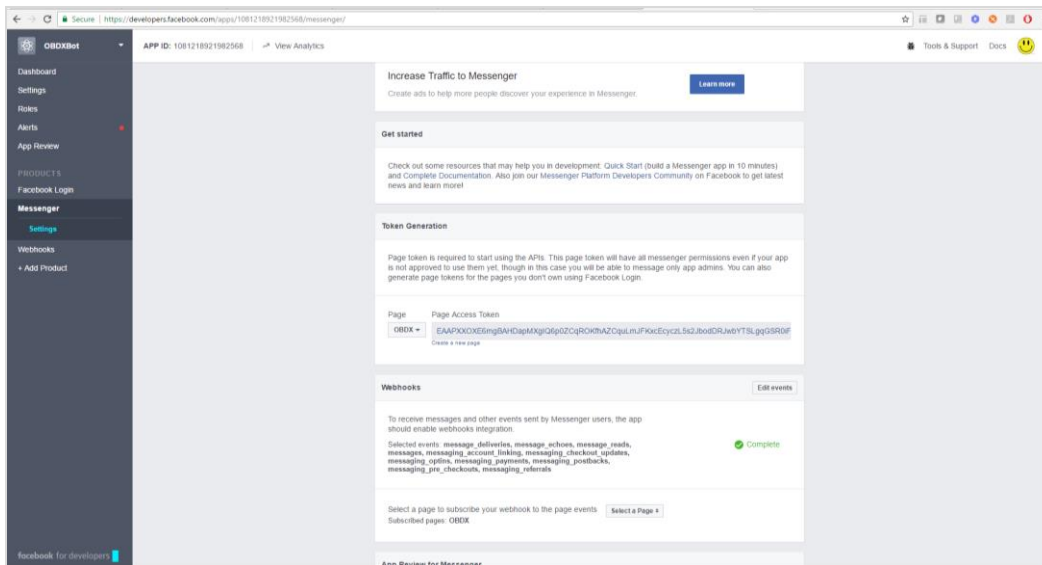 Secure | https://developers.facebook.com/apps/1081218921982568/messenger/
OBDXBot
APP ID: 1081218921982568
View Analytics
Tools & Support
Docs
Dashboard
Settings
Roles
Alerts
App Review
PRODUCTS
Facebook Login
Messenger
Settings
Webhooks
+ Add Product
facebook for developers
Increase Traffic to Messenger
Create ads to help more people discover your experience in Messenger.
Learn more
Get started
Check out some resources that may help you in development: Quick Start (build a Messenger app in 10 minutes)
and Complete Documentation. Also join our Messenger Platform Developers Community on Facebook to get latest
news and learn more!
Token Generation
Page token is required to start using the APIs. This page token will have all messenger permissions even if your app
is not approved to use them yet, though in this case you will be able to message only app admins. You can also
generate page tokens for the pages you don't own using Facebook Login.
Page
Page Access Token
OBDX
Create a new page
Webhooks
Edit events
To receive messages and other events sent by Messenger users, the app
should enable webhooks integration.
Selected events: message_deliveries, message_echoes, message_reads,
messages, messaging_account_linking, messaging_checkout_updates,
messaging_optins, messaging_payments, messaging_postbacks,
messaging_pre_checkouts, messaging_referrals
Complete
Select a page to subscribe your webhook to the page events
Select a Page
Subscribed pages: OBDX
App Review for Messenger